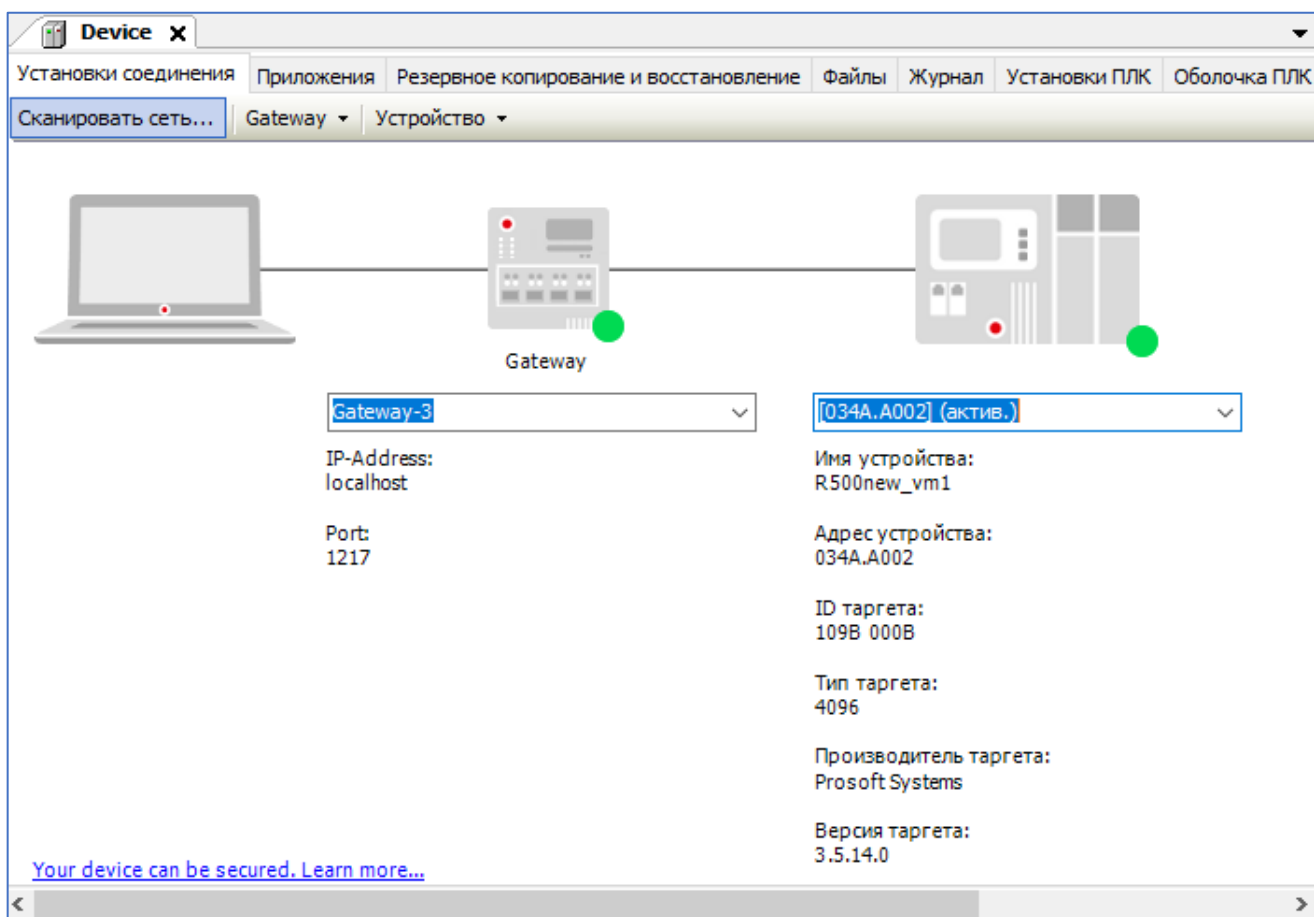 Device
Установки соединения Приложения Резервное копирование и восстановление Файлы Журнал Установки ПЛК Оболочка ПЛК
Сканировать сеть... Gateway Устройство
Gateway
Gateway-3
[034A.A002] (актив.)
IP-Address:
localhost
Port:
1217
Имя устройства:
R500new_vm1
Адрес устройства:
034A.A002
ID таргета:
109B 000B
Тип таргета:
4096
Производитель таргета:
Prosoft Systems
Версия таргета:
3.5.14.0
Your device can be secured. Learn more...